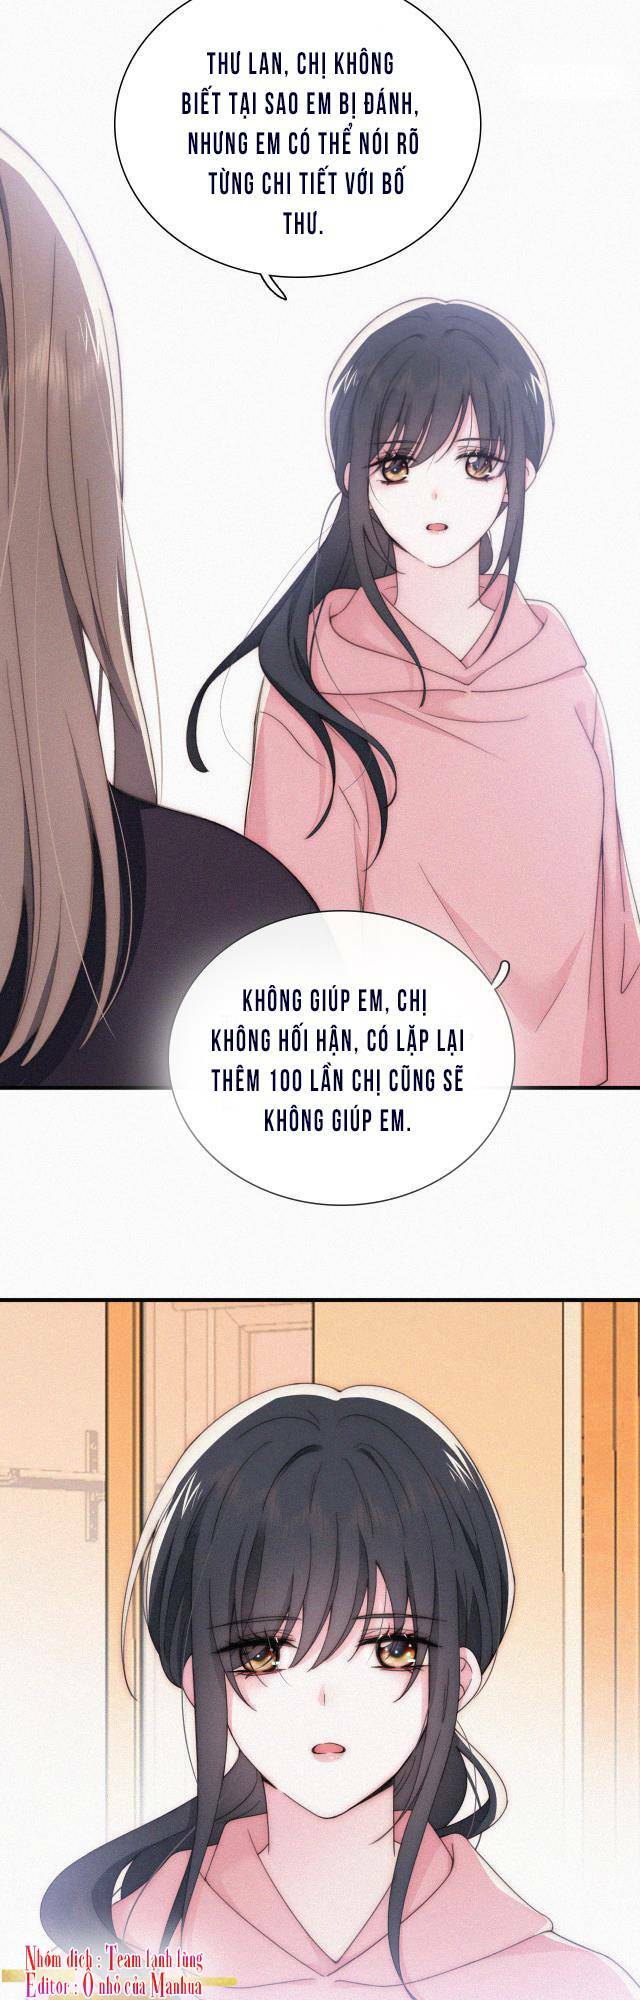 THƯ LAN, CHỊ KHÔNG
BIẾT TẠI SAO EM BỊ ĐÁNH,
NHƯNG EM CÓ THỂ NÓI RÕ
TỪNG CHI TIẾT VỚI BỐ
THƯ.
KHÔNG GIÚP EM, CHỊ
KHÔNG HỐI HẬN, CÓ LẶP LẠI
THÊM 100 LẦN CHỊ CŨNG SẼ
KHÔNG GIÚP EM.
Nhóm dịch : Team lạnh lùng
Editor : Ổ nhỏ của Manhua